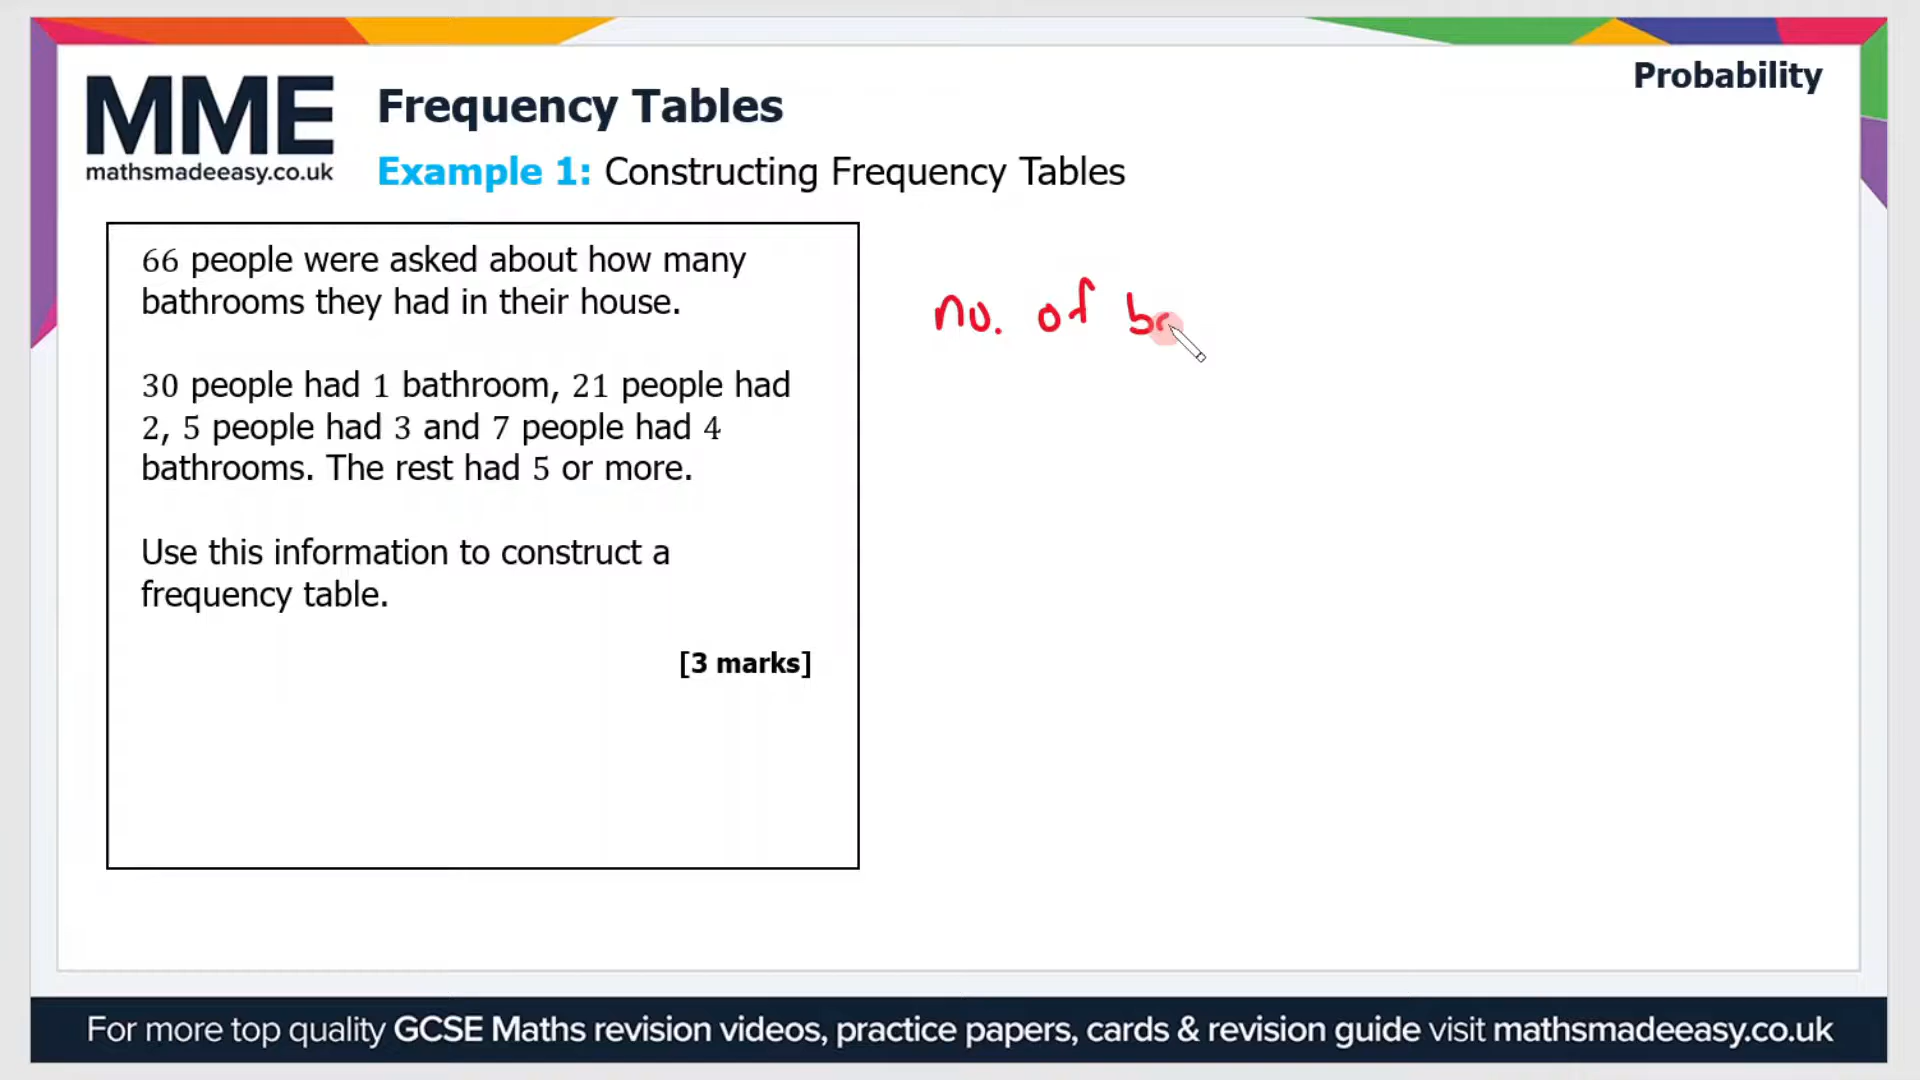 Probability
MME
mathsmadeeasy.co.uk
Frequency Tables
Example 1: Constructing Frequency Tables
66 people were asked about how many
bathrooms they had in their house.
30 people had 1 bathroom, 21 people had
2, 5 people had 3 and 7 people had 4
bathrooms. The rest had 5 or more.
Use this information to construct a
frequency table.
[3 marks]
no. of ba
For more top quality GCSE Maths revision videos, practice papers, cards & revision guide visit mathsmadeeasy.co.uk